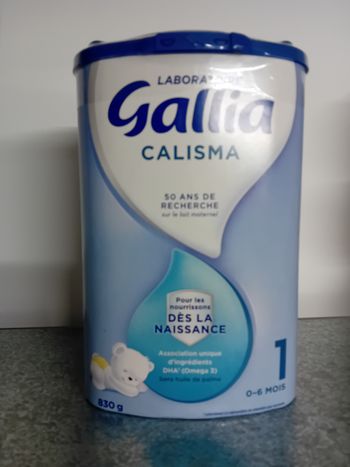 LABORATOIRE
Gallia
CALISMA
50 ANS DE
RECHERCHE
sur le lait maternel
Pour les
nourrissons
DÈS LA
NAISSANCE
Association unique
d'ingrédients
DHA¹ (Omega 3)
Sans huile de palme
1
0-6 MOIS
830 g